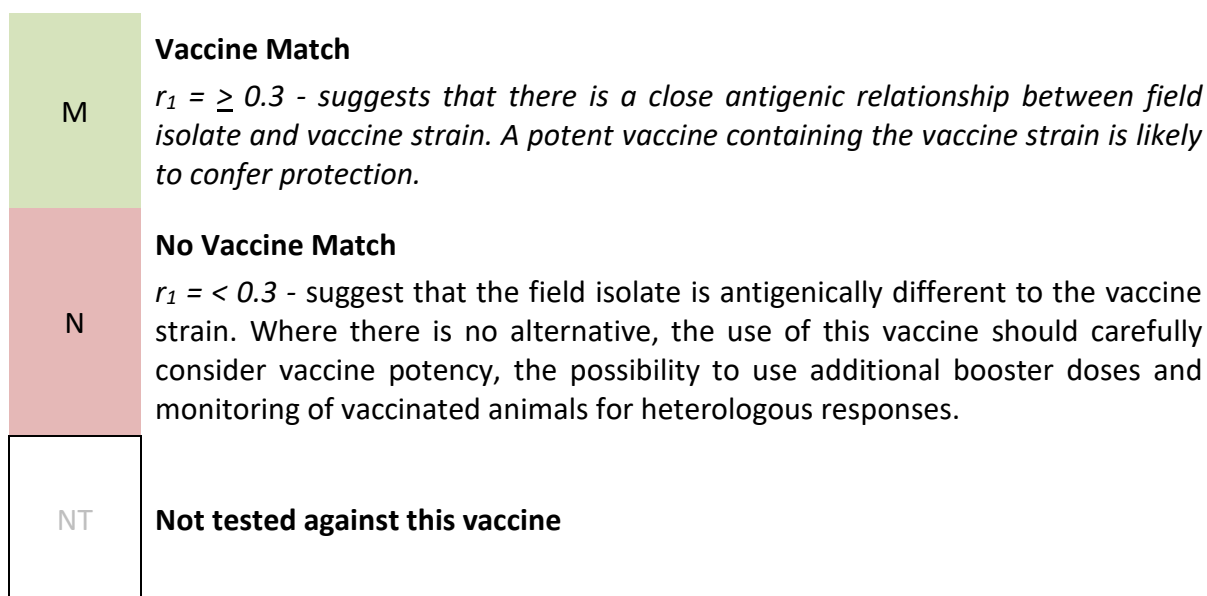 Vaccine Match
M
r1 = ≥ 0.3 - suggests that there is a close antigenic relationship between field
isolate and vaccine strain. A potent vaccine containing the vaccine strain is likely
to confer protection.
No Vaccine Match
N
r1 = < 0.3 - suggest that the field isolate is antigenically different to the vaccine
strain. Where there is no alternative, the use of this vaccine should carefully
consider vaccine potency, the possibility to use additional booster doses and
monitoring of vaccinated animals for heterologous responses.
NT
Not tested against this vaccine